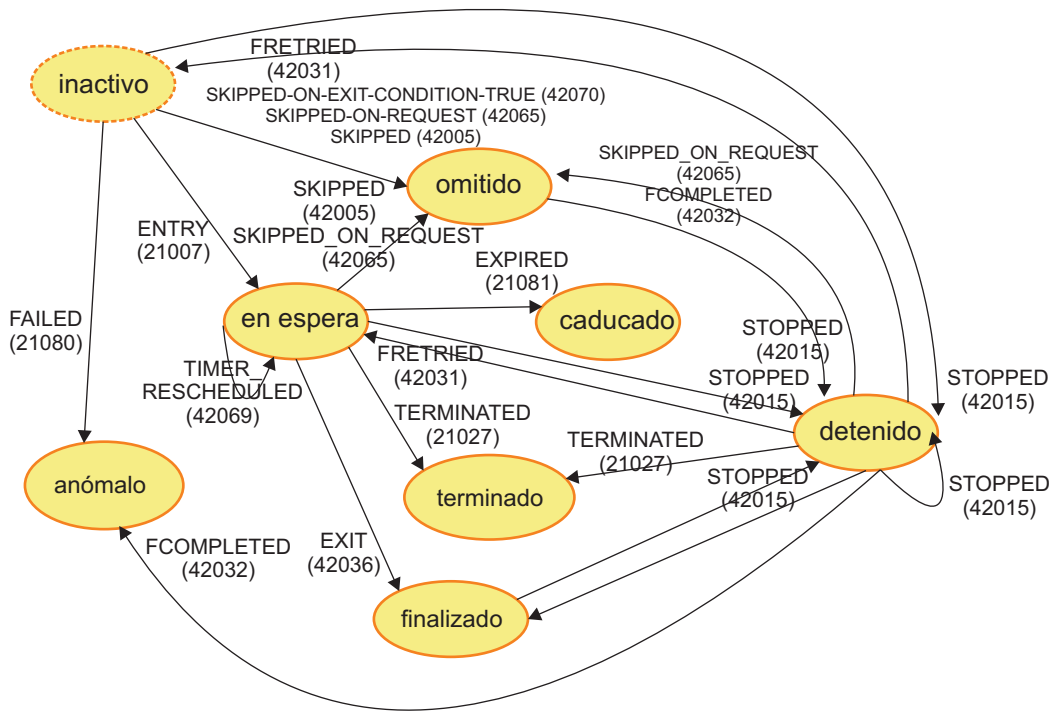 FRETRIED
(42031)
inactivo
SKIPPED-ON-EXIT-CONDITION-TRUE (42070)
SKIPPED-ON-REQUEST (42065)
SKIPPED (42005)
SKIPPED_ON_REQUEST
(42065)
FCOMPLETED
(42032)
omitido
SKIPPED
(42005)
SKIPPED_ON_REQUEST
(42065)
ENTRY
(21007)
EXPIRED
(21081)
en espera
caducado
FAILED
(21080)
STOPPED
(42015)
FRETRIED
(42031)
TIMER_
RESCHEDULED
(42069)
STOPPED
(42015)
STOPPED
(42015)
TERMINATED
(21027)
TERMINATED
(21027)
detenido
anómalo
terminado
STOPPED
(42015)
STOPPED
(42015)
FCOMPLETED
(42032)
EXIT
(42036)
finalizado